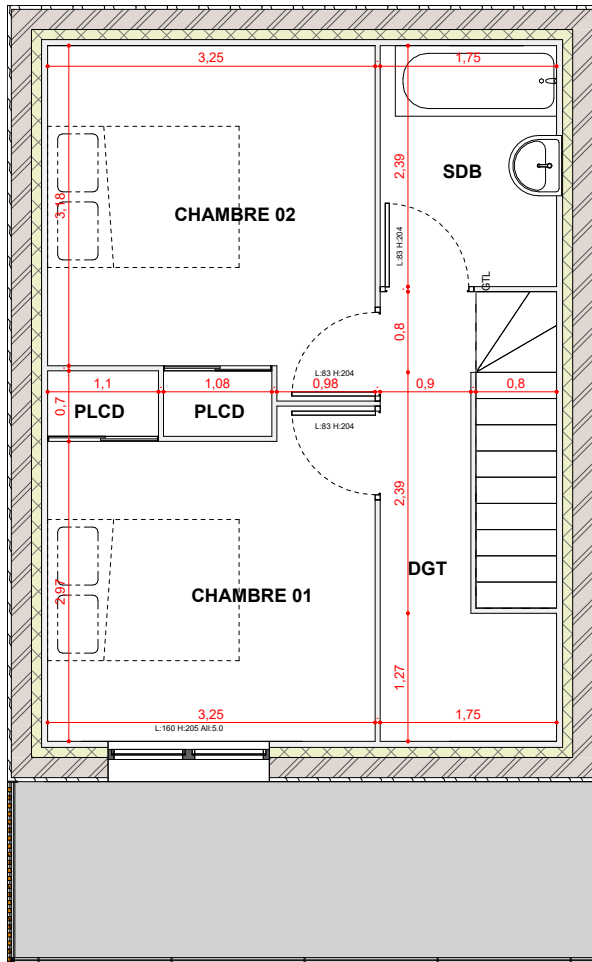 3,25
1,75
2,39
SDB
3,18
CHAMBRE 02
L:83 H:204
GTL
0,8
L:83 H:204
1,1
1,08
0,98
0,9
0,8
0,7
PLCD
PLCD
L:83 H:204
2,39
DGT
2,97
CHAMBRE 01
1,27
3,25
1,75
L:160 H:205 All:5.0